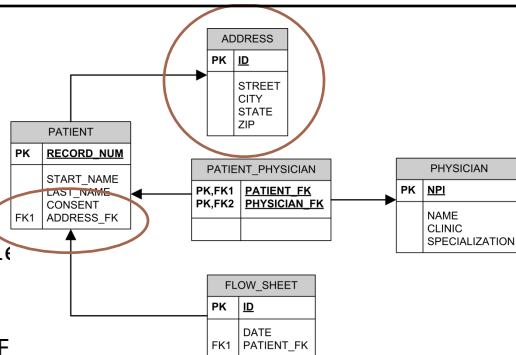 ADDRESS
PK ID
STREET
CITY
STATE
ZIP
PATIENT
PK RECORD_NUM
START_NAME
LAST_NAME
CONSENT
FK1 ADDRESS_FK
PATIENT_PHYSICIAN
PK,FK1 PATIENT_FK
PK,FK2 PHYSICIAN_FK
PHYSICIAN
PK NPI
NAME
CLINIC
SPECIALIZATION
FLOW_SHEET
PK ID
DATE
FK1 PATIENT_FK